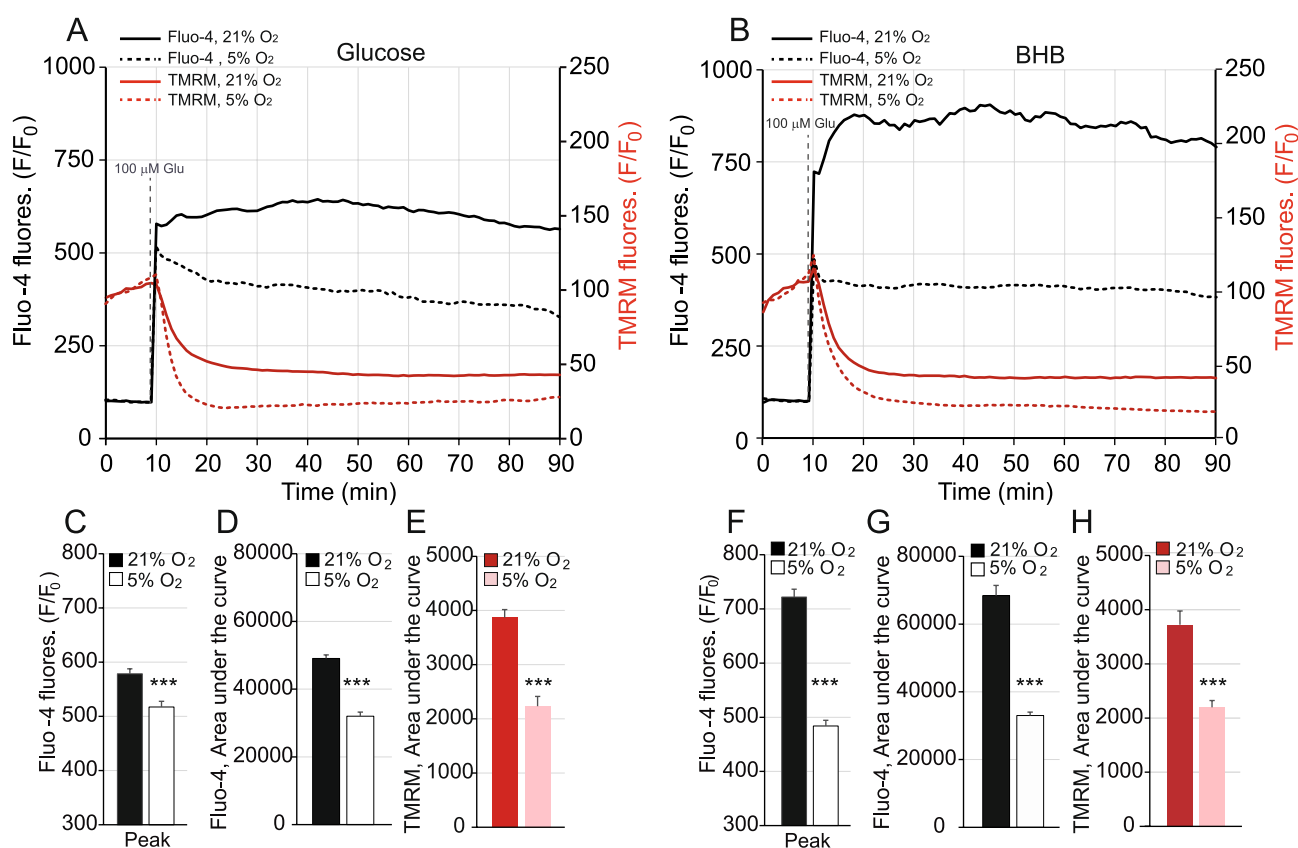 A
Fluo-4, 21% O2
Fluo-4 , 5% O2
TMRM, 21% O2
TMRM, 5% O2
Glucose
1000
750
500
250
0
250
200
150
100
50
0
Fluo-4 fluores. (F/F0)
TMRM fluores. (F/F0)
100 µM Glu
0 10 20 30 40 50 60 70 80 90
Time (min)
B
Fluo-4, 21% O2
Fluo-4, 5% O2
TMRM, 21% O2
TMRM, 5% O2
BHB
1000
750
500
250
0
250
200
150
100
50
0
Fluo-4 fluores. (F/F0)
TMRM fluores. (F/F0)
100 µM Glu
0 10 20 30 40 50 60 70 80 90
Time (min)
C
21% O2
5% O2
800
700
600
500
400
300
Fluo-4 fluores. (F/F0)
***
Peak
D
21% O2
5% O2
80000
60000
40000
20000
0
Fluo-4, Area under the curve
***
E
21% O2
5% O2
5000
4000
3000
2000
1000
0
TMRM, Area under the curve
***
F
21% O2
5% O2
800
700
600
500
400
300
Fluo-4 fluores. (F/F0)
***
Peak
G
21% O2
5% O2
80000
60000
40000
20000
0
Fluo-4, Area under the curve
***
H
21% O2
5% O2
5000
4000
3000
2000
1000
0
TMRM, Area under the curve
***